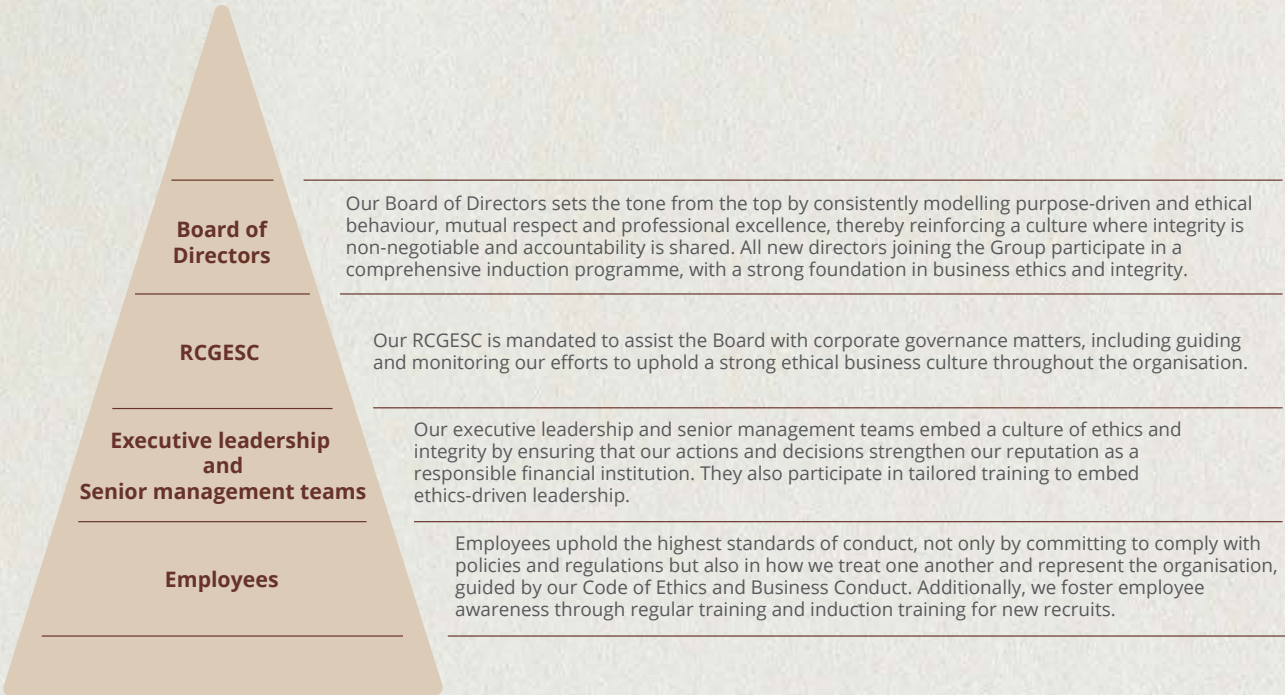 Board of
Directors
Our Board of Directors sets the tone from the top by consistently modelling purpose-driven and ethical
behaviour, mutual respect and professional excellence, thereby reinforcing a culture where integrity is
non-negotiable and accountability is shared. All new directors joining the Group participate in a
comprehensive induction programme, with a strong foundation in business ethics and integrity.
RCGESC
Our RCGESC is mandated to assist the Board with corporate governance matters, including guiding
and monitoring our efforts to uphold a strong ethical business culture throughout the organisation.
Executive leadership
and
Senior management teams
Our executive leadership and senior management teams embed a culture of ethics and
integrity by ensuring that our actions and decisions strengthen our reputation as a
responsible financial institution. They also participate in tailored training to embed
ethics-driven leadership.
Employees
Employees uphold the highest standards of conduct, not only by committing to comply with
policies and regulations but also in how we treat one another and represent the organisation,
guided by our Code of Ethics and Business Conduct. Additionally, we foster employee
awareness through regular training and induction training for new recruits.